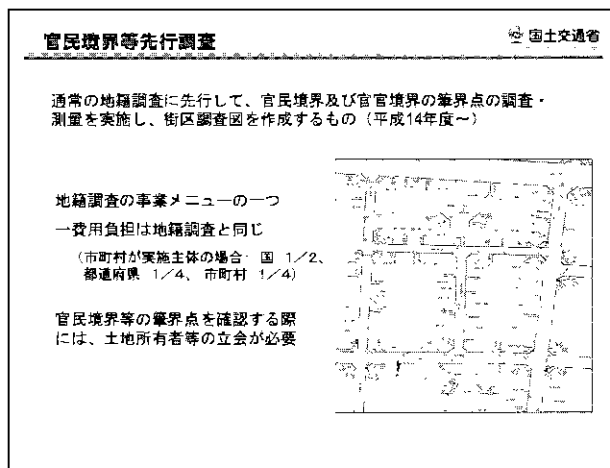 官民境界等先行調査
国土交通省
通常の地籍調査に先行して、官民境界及び官官境界の筆界点の調査・
測量を実施し、街区調査図を作成するもの（平成14年度～）
地籍調査の事業メニューの一つ
－費用負担は地籍調査と同じ
（市町村が実施主体の場合：国 1／2、
都道府県 1／4、市町村 1／4）
官民境界等の筆界点を確認する際
には、土地所有者等の立会が必要